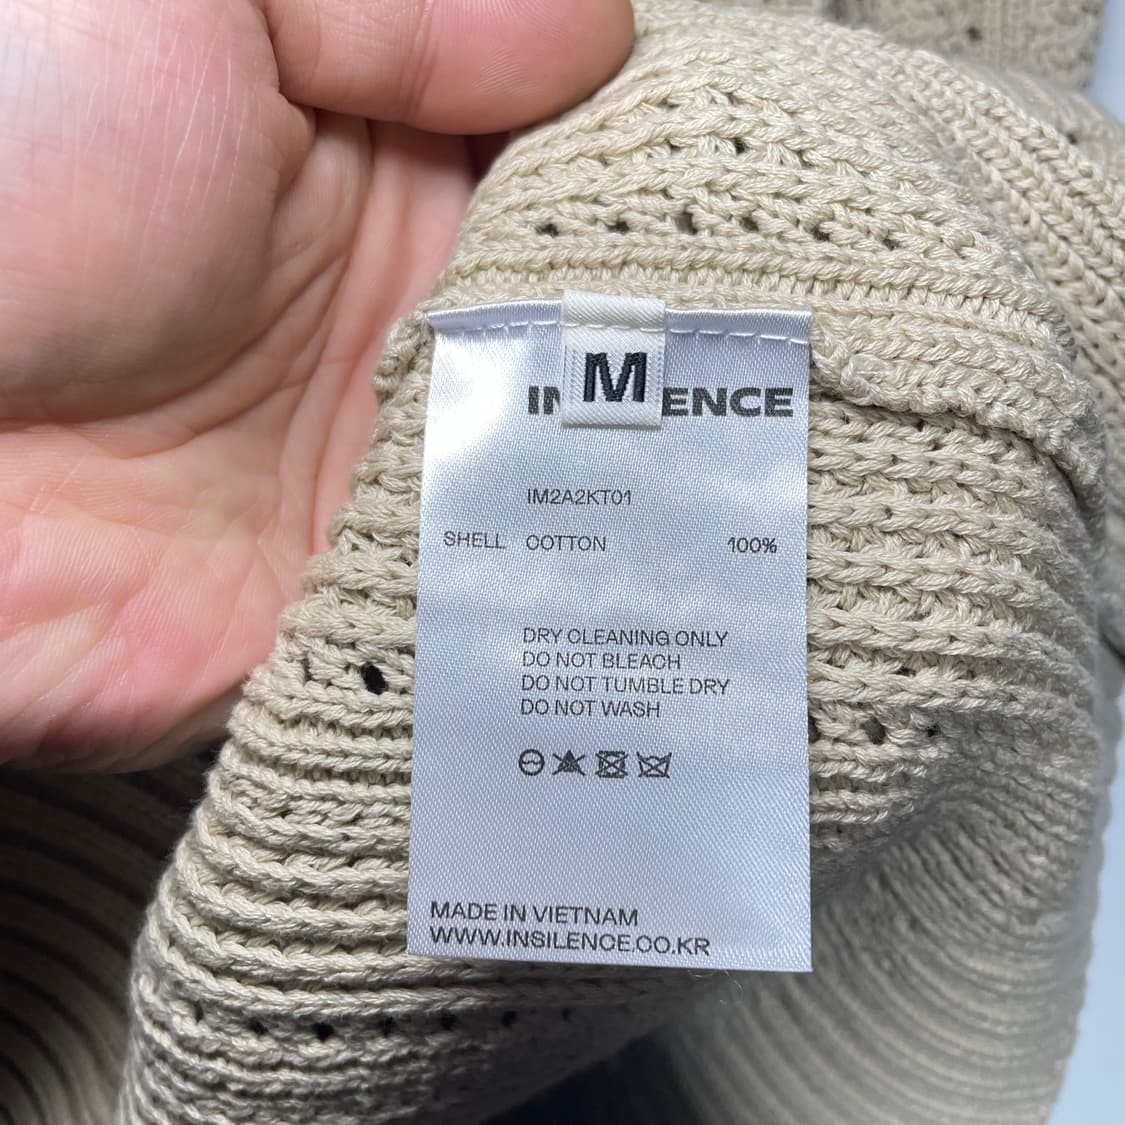 M
IN ENCE
IM2A2KT01
SHELL COTTON 100%
DRY CLEANING ONLY
DO NOT BLEACH
DO NOT TUMBLE DRY
DO NOT WASH
MADE IN VIETNAM
WWW.INSILENCE.CO.KR